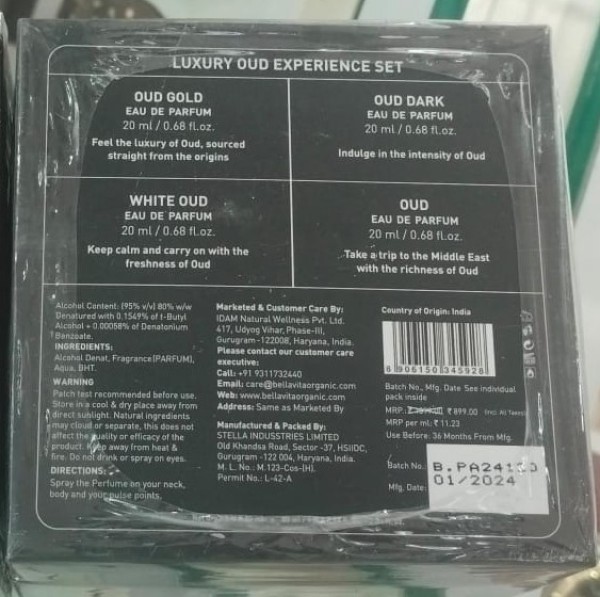 LUXURY OUD EXPERIENCE SET
OUD GOLD
EAU DE PARFUM
20 ml / 0.68 fl.oz.
Feel the luxury of Oud, sourced
straight from the origins
OUD DARK
EAU DE PARFUM
20 ml / 0.68 fl.oz.
Indulge in the intensity of Oud
WHITE OUD
EAU DE PARFUM
20 ml / 0.68 fl.oz.
Keep calm and carry on with the
freshness of Oud
OUD
EAU DE PARFUM
20 ml / 0.68 fl.oz.
Take a trip to the Middle East
with the richness of Oud
Alcohol Content: (95% v/v) 80% w/w
Denatured with 0.1549% of t-Butyl
Alcohol + 0.00058% of Denatonium
Benzoate.
INGREDIENTS:
Alcohol Denat, Fragrance (PARFUM),
Aqua, BHT.
WARNING
Patch test recommended before use.
Store in a cool & dry place away from
direct sunlight. Natural ingredients
may cloud or separate, this does not
affect the quality or efficacy of the
product. Keep away from heat &
fire. Do not drink or spray on eyes.
DIRECTIONS:
Spray the Perfume on your neck,
body and your pulse points.
Marketed & Customer Care By:
IDAM Natural Wellness Pvt. Ltd.
417, Udyog Vihar, Phase-III,
Gurugram-122008, Haryana, India.
Please contact our customer care
executive:
Call: +91 9311732440
Email: care@bellavitaorganic.com
Web: www.bellavitaorganic.com
Address: Same as Marketed By
Manufactured & Packed By:
STELLA INDUSSTRIES LIMITED
Old Khandsa Road, Sector -37, HSIIDC,
Gurugram -122 004, Haryana, India.
M. L. No.: M.123-Cos-(H).
Permit No.: L-42-A
Country of Origin: India
8 906150 345928
Batch No., Mfg. Date See individual
pack inside
MRP: ₹ 899.00 (Incl. All Taxes)
MRP per ml: ₹ 11.23
Use Before: 36 Months From Mfg.
Batch No.:
Mfg. Date:
01/2024